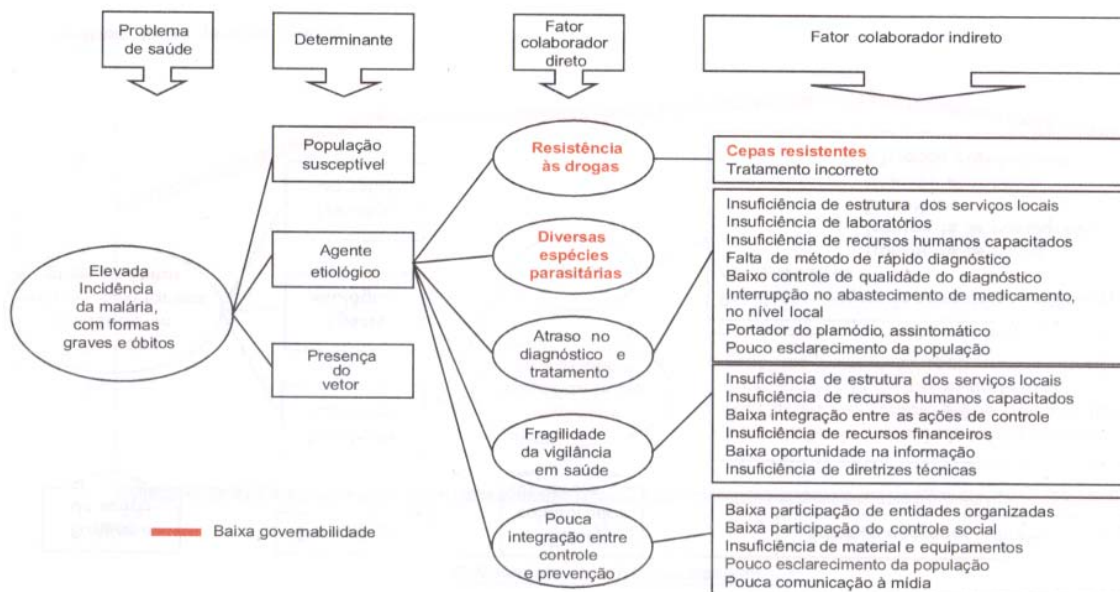 Problema
de saúde
Determinante
Fator
colaborador
direto
Fator colaborador indireto
Elevada
Incidência
da malária,
com formas
graves e óbitos
População
susceptível
Agente
etiológico
Presença
do
vetor
Resistência
às drogas
Diversas
espécies
parasitárias
Atraso no
diagnóstico e
tratamento
Fragilidade
da vigilância
em saúde
Pouca
integração entre
controle
e prevenção
Cepas resistentes
Tratamento incorreto
Insuficiência de estrutura dos serviços locais
Insuficiência de laboratórios
Insuficiência de recursos humanos capacitados
Falta de método de rápido diagnóstico
Baixo controle de qualidade do diagnóstico
Interrupção no abastecimento de medicamento,
no nível local
Portador do plamódio, assintomático
Pouco esclarecimento da população
Insuficiência de estrutura dos serviços locais
Insuficiência de recursos humanos capacitados
Baixa integração entre as ações de controle
Insuficiência de recursos financeiros
Baixa oportunidade na informação
Insuficiência de diretrizes técnicas
Baixa participação de entidades organizadas
Baixa participação do controle social
Insuficiência de material e equipamentos
Pouco esclarecimento da população
Pouca comunicação à mídia
Baixa governabilidade